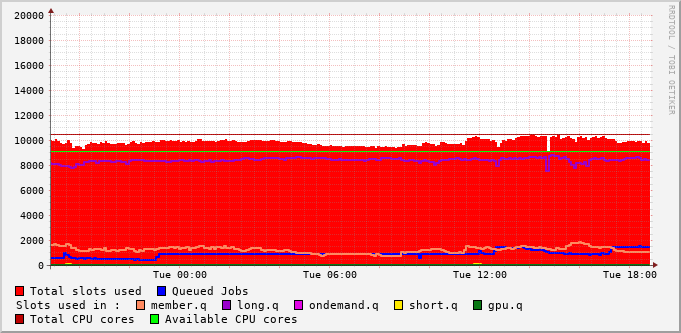 20000
18000
16000
14000
12000
10000
8000
6000
4000
2000
0
Tue 00:00 Tue 06:00 Tue 12:00 Tue 18:00
RRDTOOL / TOBI OETIKER
Total slots used Queued Jobs
Slots used in : member.q long.q ondemand.q short.q gpu.q
Total CPU cores Available CPU cores